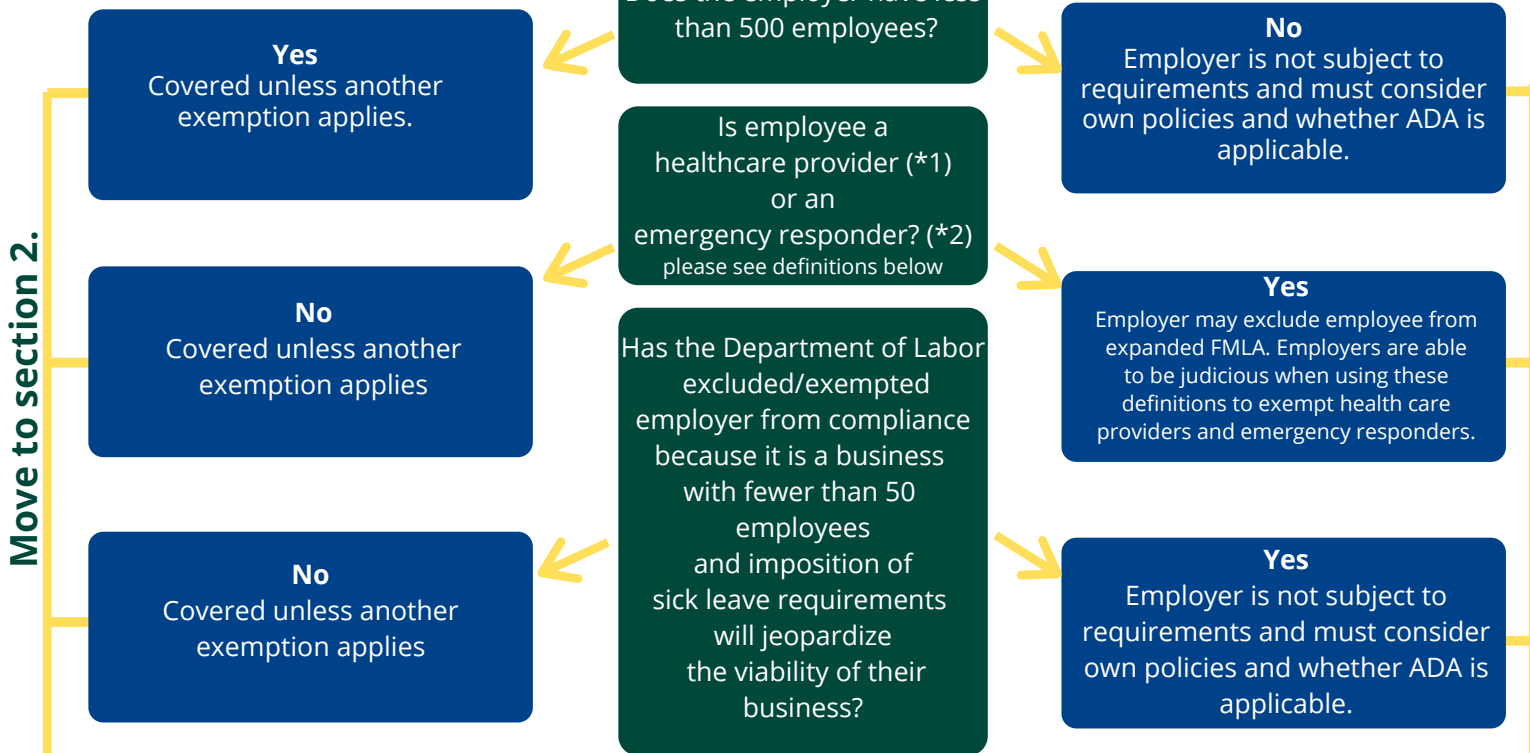 Does the employer have less
than 500 employees?
Yes
Covered unless another
exemption applies.
No
Employer is not subject to
requirements and must consider
own policies and whether ADA is
applicable.
Is employee a
healthcare provider (*1)
or an
emergency responder? (*2)
please see definitions below
No
Covered unless another
exemption applies
Yes
Employer may exclude employee from
expanded FMLA. Employers are able
to be judicious when using these
definitions to exempt health care
providers and emergency responders.
Has the Department of Labor
excluded/exempted
employer from compliance
because it is a business
with fewer than 50
employees
and imposition of
sick leave requirements
will jeopardize
the viability of their
business?
No
Covered unless another
exemption applies
Yes
Employer is not subject to
requirements and must consider
own policies and whether ADA is
applicable.
Move to section 2.